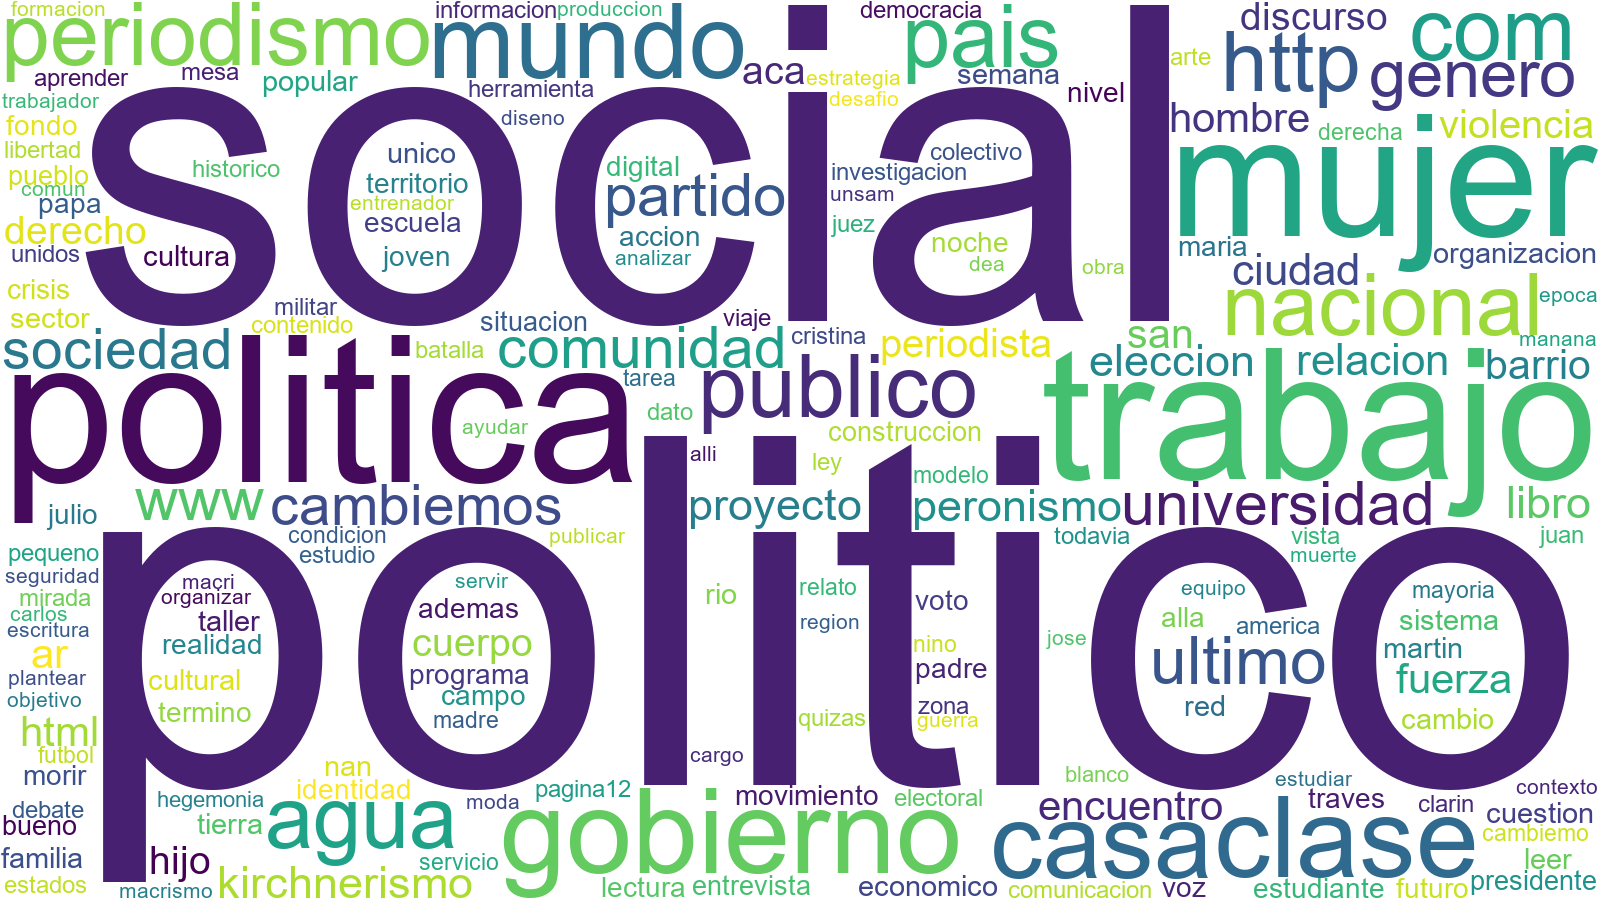 formacion
periodismo
informacion
produccion
mundo
social
democracia
pais
discurso
com
http
genero
aprender
mesa
popular
herramienta
aca
estrategia
desafio
semana
nivel
arte
trabajador
diseno
hombre
derecha
violencia
fondo
libertad
pueblo
comun
papa
historico
unico
territorio
entrenador
escuela
joven
digital
partido
accion
analizar
colectivo
investigacion
unsam
juez
noche
dea
obra
mujer
derecho
unidos
cultura
maria
ciudad
organizacion
crisis
sector
militar
contenido
situacion
viaje
nacional
epoca
manana
sociedad
batalla
comunidad
cristina
periodista
san
eleccion
relacion
barrio
politica
tarea
publico
trabajo
dato
ayudar
construccion
alli
ley
modelo
www
cambiemos
proyecto
peronismo
universidad
libro
julio
condicion
estudio
publicar
todavia
vista
muerte
juan
politico
pequeno
seguridad
mirada
carlos
escritura
macri
organizar
taller
realidad
servir
ademas
cuerpo
programa
campo
madre
cultural
termino
rio
relato
region
voto
nino
padre
jose
equipo
alla
america
ultimo
red
mayoria
sistema
martin
fuerza
cambio
ar
plantear
objetivo
html
futbol
morir
quizas
zona
guerra
cargo
nan
identidad
blanco
estudiar
contexto
debate
bueno
hegemonia
tierra
agua
moda
pagina12
movimiento
electoral
gobierno
encuentro
traves
clarin
cuestion
cambiemo
casaclase
familia
estados
hijo
macrismo
kirchnerismo
servicio
lectura
entrevista
economico
comunicacion
voz
estudiante
futuro
leer
presidente